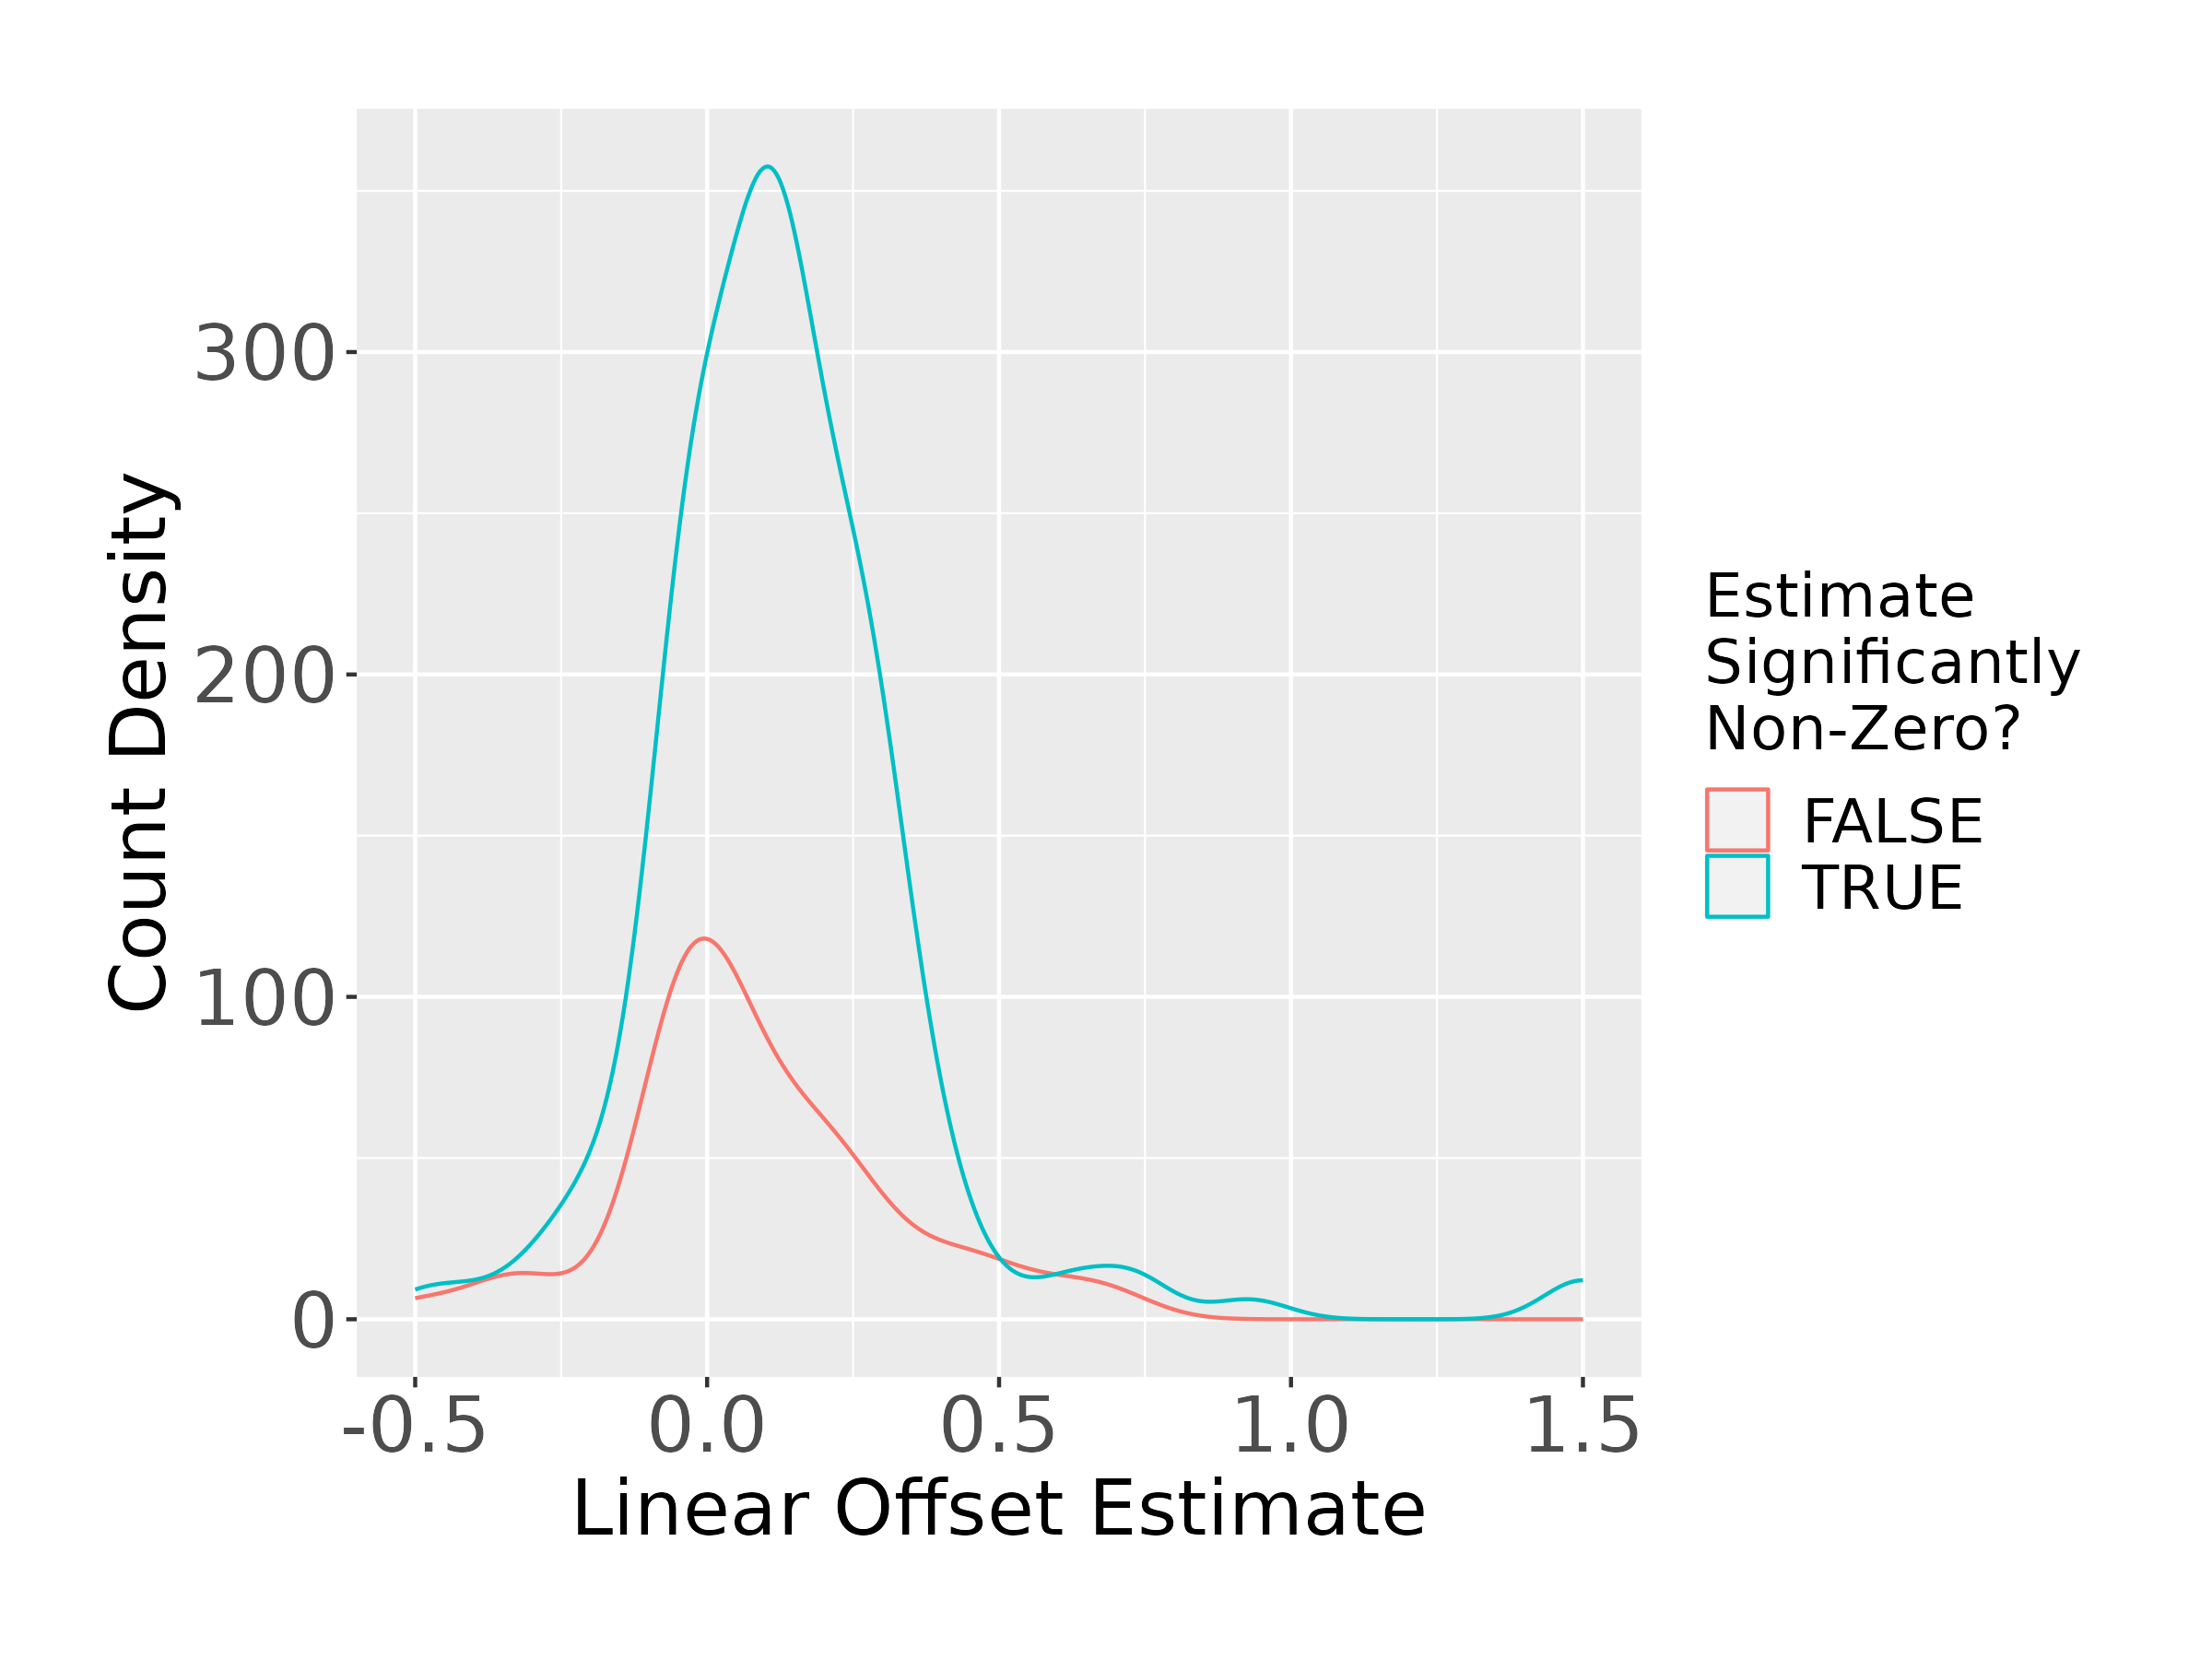 Count Density
300
200
100
0
-0.5 0.0 0.5 1.0 1.5
Linear Offset Estimate
Estimate
Significantly
Non-Zero?
FALSE
TRUE